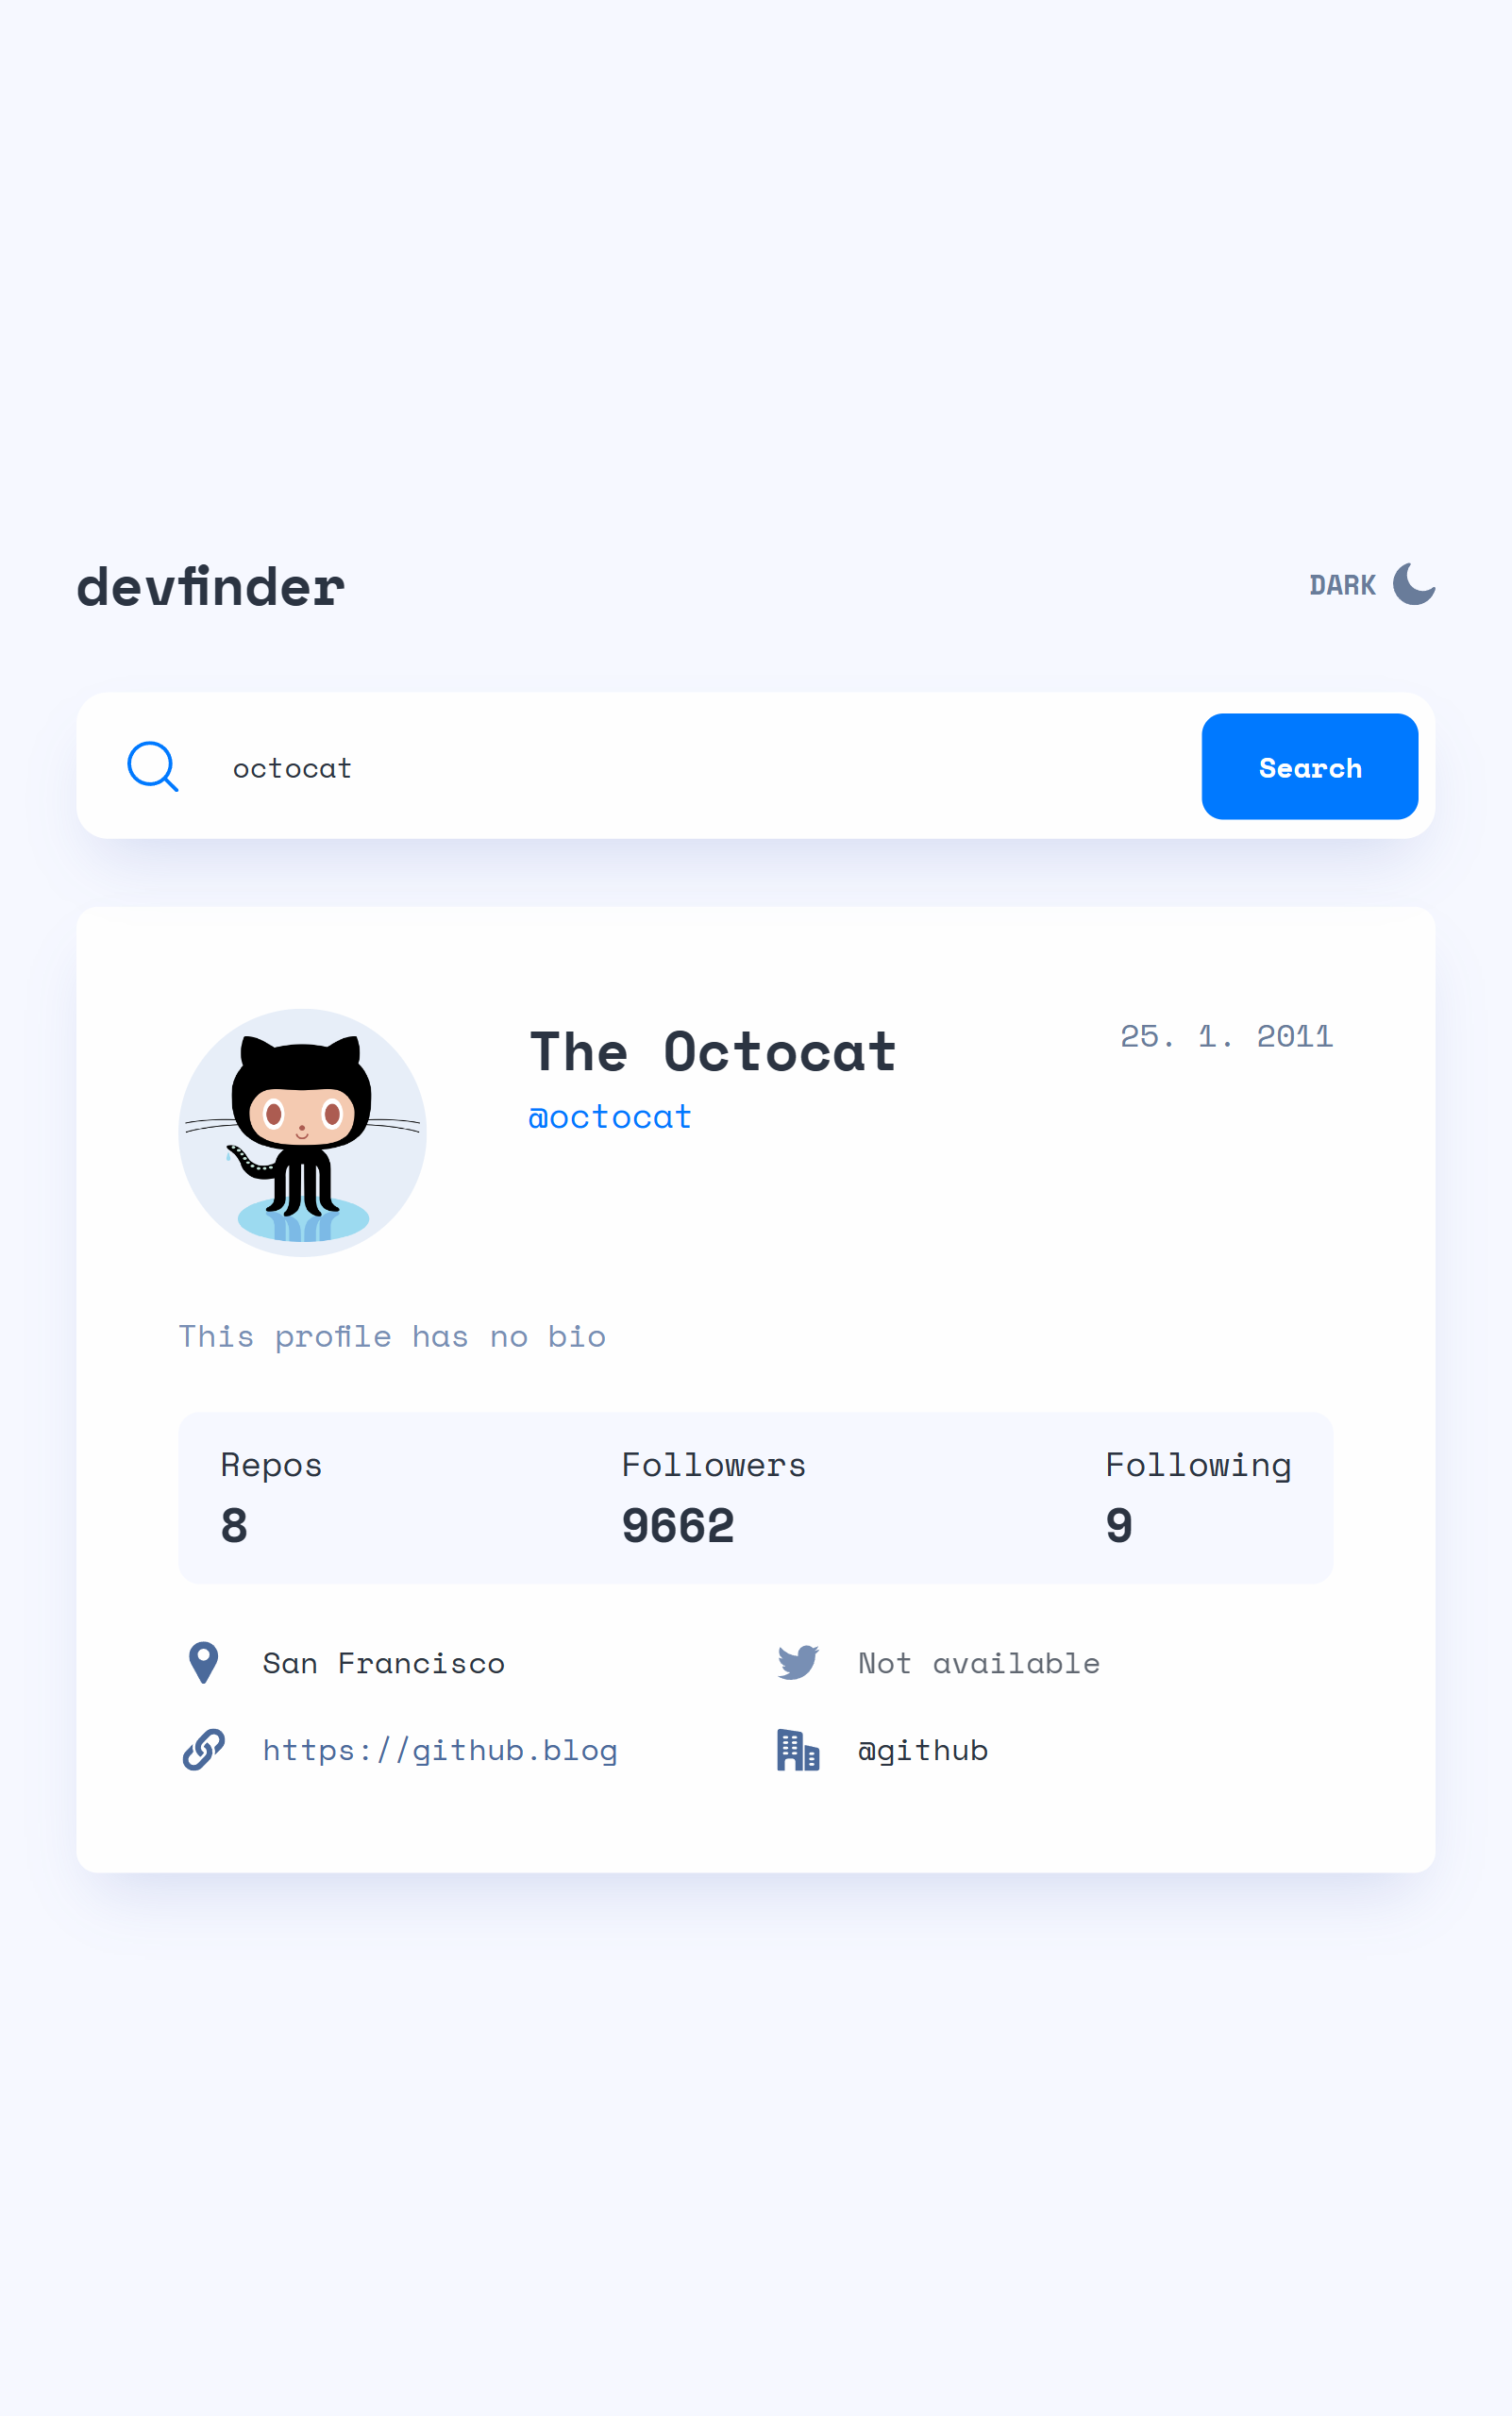 devfinder
DARK
octocat
Search
The Octocat
25. 1. 2011
@octocat
This profile has no bio
Repos
Followers
Following
8
9662
9
San Francisco
Not available
https://github.blog
@github